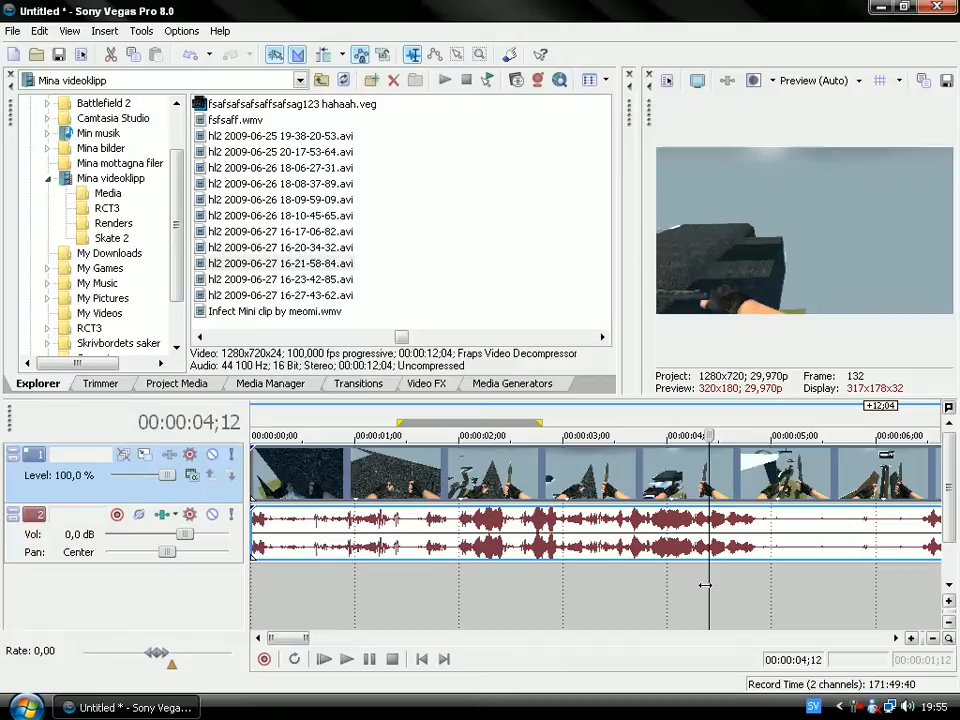 Untitled * - Sony Vegas Pro 8.0
File Edit View Insert Tools Options Help
Mina videoklipp
Preview (Auto)
Battlefield 2
Camtasia Studio
Min musik
Mina bilder
Mina mottagna filer
Mina videoklipp
Media
RCT3
Renders
Skate 2
My Downloads
My Games
My Music
My Pictures
My Videos
RCT3
Skrivbordets saker
fsafsafsafsaffsafsag123 hahaah.veg
fsfsaff.wmv
hl2 2009-06-25 19-38-20-53.avi
hl2 2009-06-25 20-17-53-64.avi
hl2 2009-06-26 18-06-27-31.avi
hl2 2009-06-26 18-08-37-89.avi
hl2 2009-06-26 18-09-59-09.avi
hl2 2009-06-26 18-10-45-65.avi
hl2 2009-06-27 16-17-06-82.avi
hl2 2009-06-27 16-20-34-32.avi
hl2 2009-06-27 16-21-58-84.avi
hl2 2009-06-27 16-23-42-85.avi
hl2 2009-06-27 16-27-43-62.avi
Infect Mini clip by meomi.wmv
Video: 1280x720x24; 100,000 fps progressive; 00:00:12;04; Fraps Video Decompressor
Audio: 44 100 Hz; 16 Bit; Stereo; 00:00:12;04; Uncompressed
Explorer Trimmer Project Media Media Manager Transitions Video FX Media Generators
Project: 1280x720; 29,970p Frame: 132
Preview: 320x180; 29,970p Display: 317x178x32
00:00:04;12
+12;04
00:00:00;00 00:00:01;00 00:00:02;00 00:00:03;00 00:00:04; 00:00:05;00 00:00:06;00
1
Level: 100,0 %
2
Vol: 0,0 dB
Pan: Center
Rate: 0,00
00:00:04;12 00:00:01;12
Record Time (2 channels): 171:49:40
Untitled * - Sony Vega...
SV
19:55